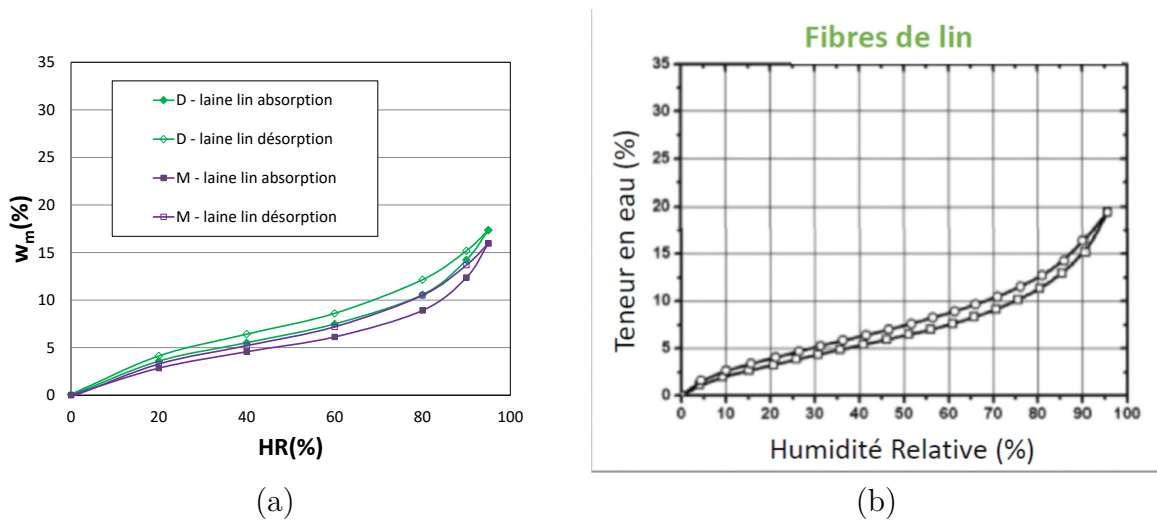 35
30
25
20
15
10
5
0
w_m(%)
D - laine lin absorption
D - laine lin désorption
M - laine lin absorption
M - laine lin désorption
0 20 40 60 80 100
HR(%)
(a)
Fibres de lin
35
30
25
20
15
10
5
0
Teneur en eau (%)
0 10 20 30 40 50 60 70 80 90 100
Humidité Relative (%)
(b)